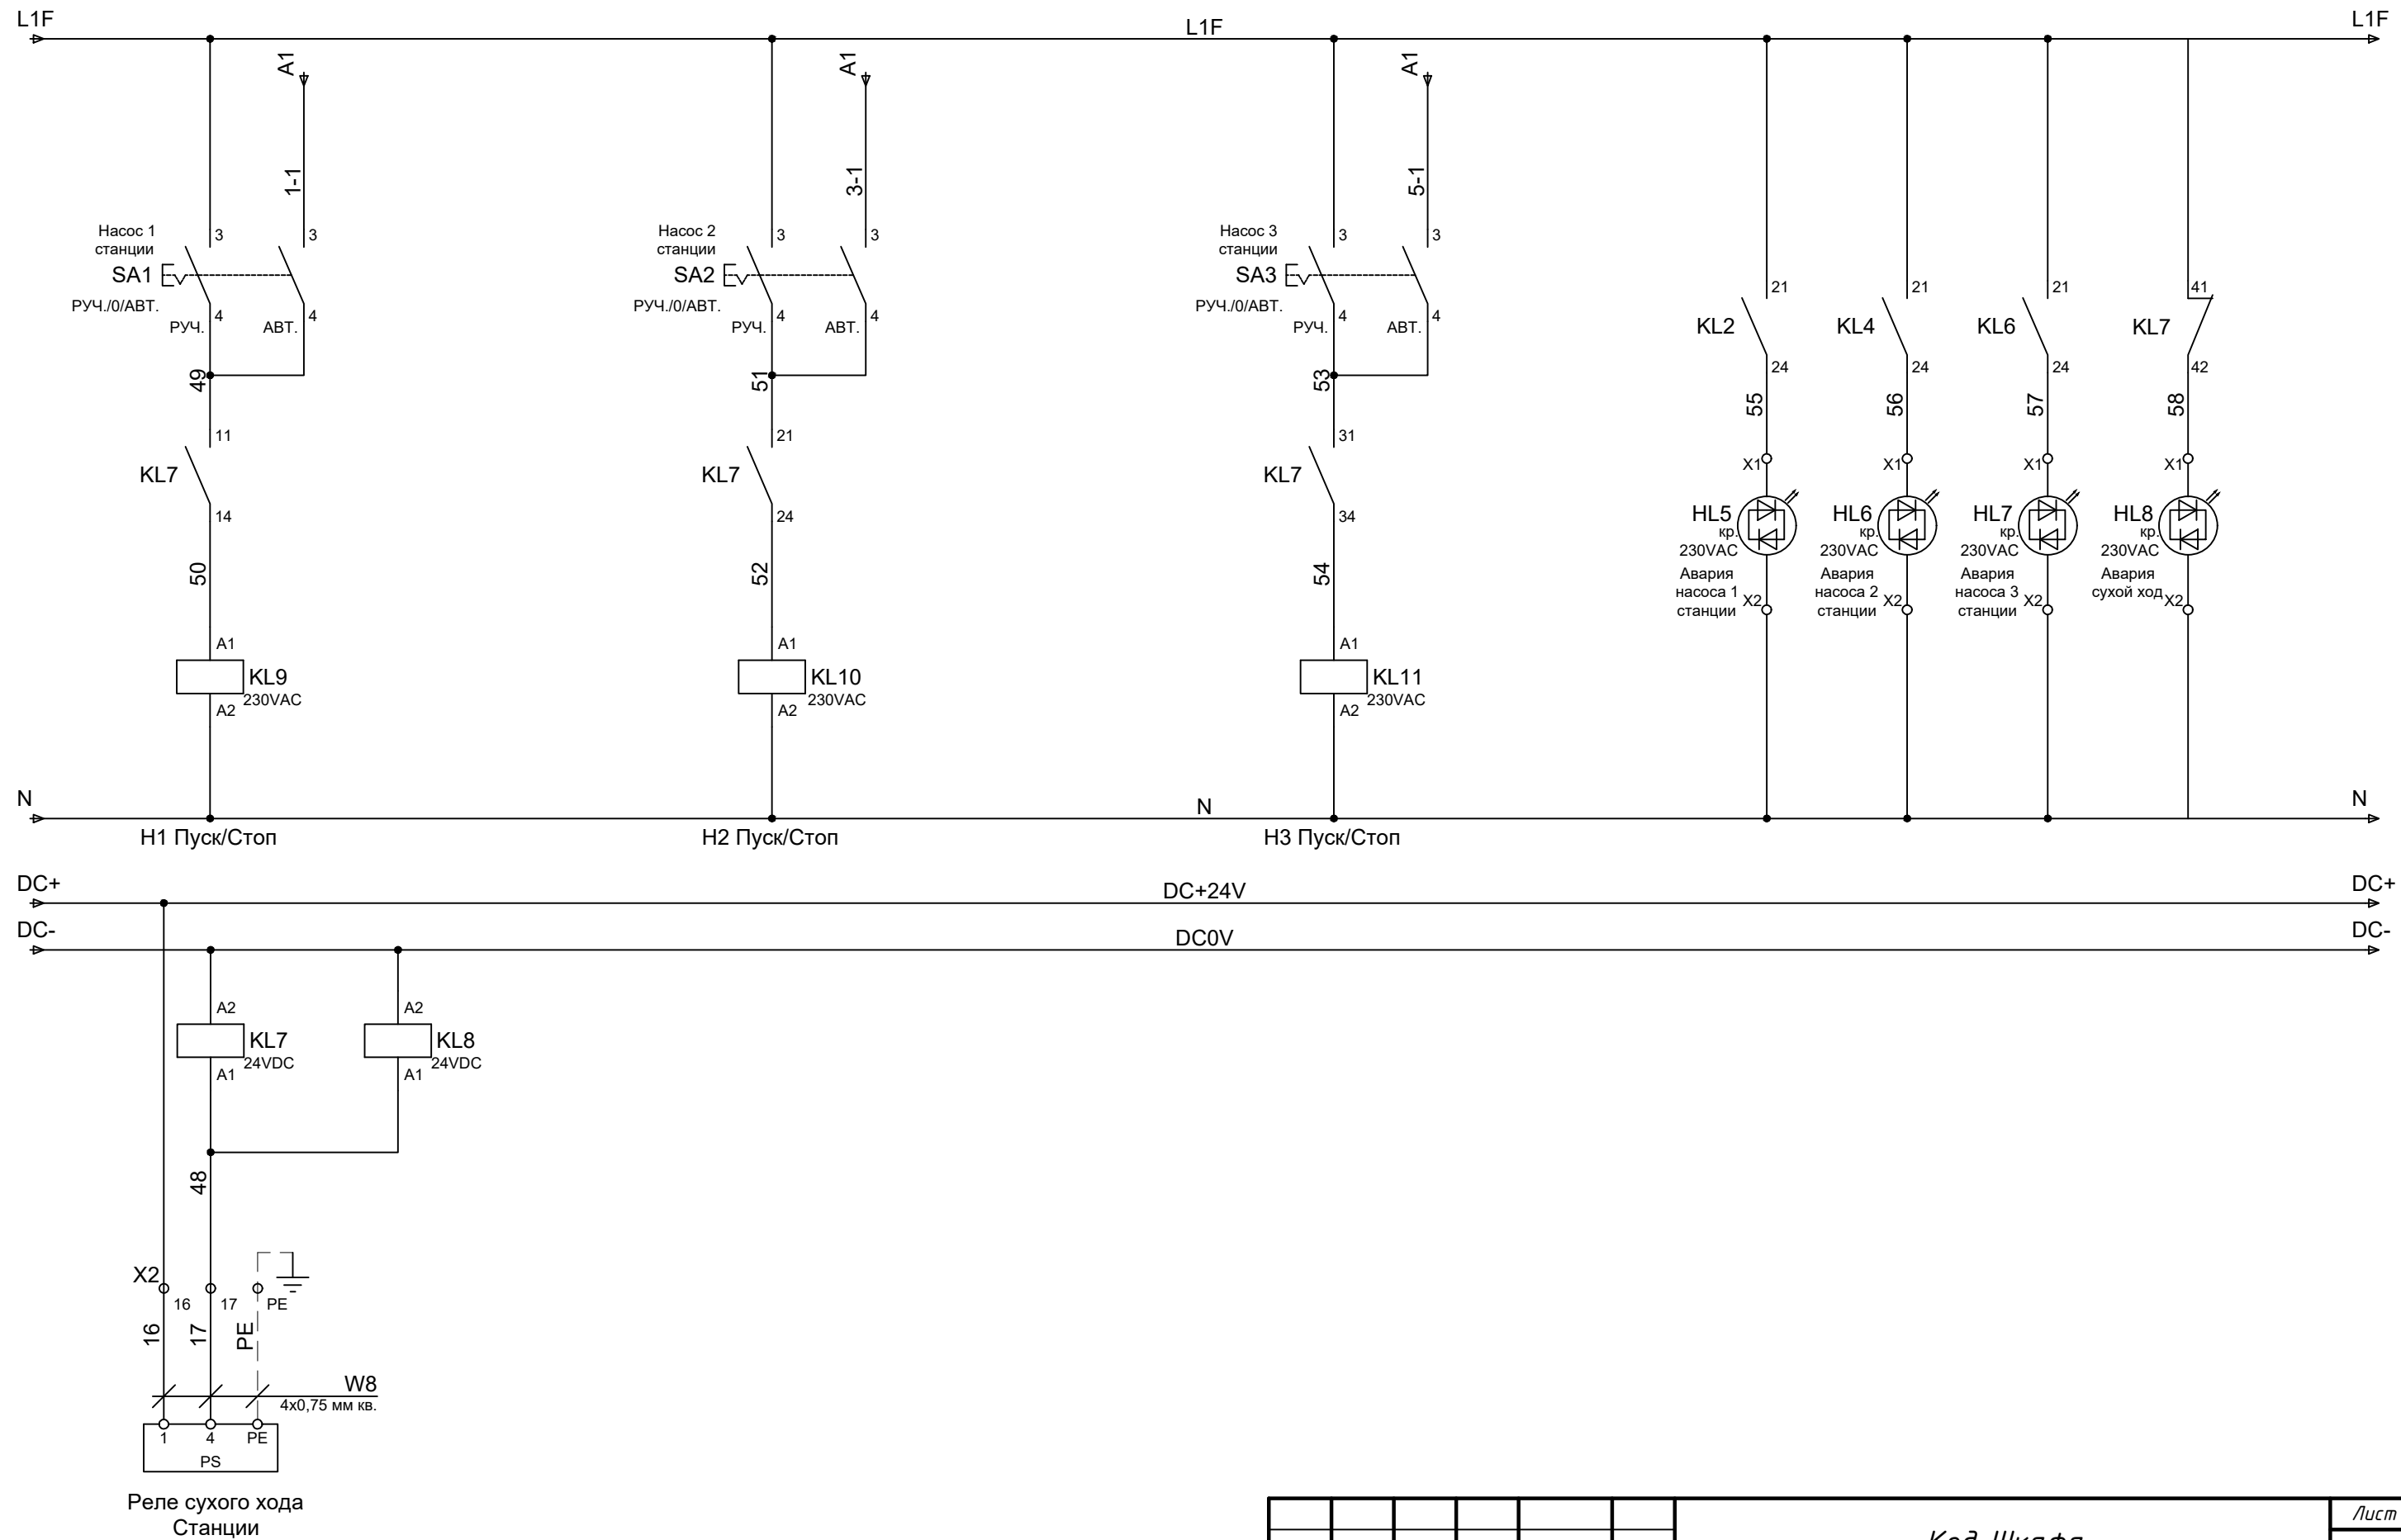 L1F
L1F
L1F
A1
A1
A1
1-1
3-1
5-1
Насос 1
станции
SA1
РУЧ./0/АВТ.
3
4
РУЧ.
3
4
АВТ.
Насос 2
станции
SA2
РУЧ./0/АВТ.
3
4
РУЧ.
3
4
АВТ.
Насос 3
станции
SA3
РУЧ./0/АВТ.
3
4
РУЧ.
3
4
АВТ.
21
KL2
24
21
KL4
24
21
KL6
24
41
KL7
42
49
51
53
55
56
57
58
11
KL7
14
21
KL7
24
31
KL7
34
X1
X1
X1
X1
HL5
кр.
230VAC
Авария
насоса 1
станции
X2
HL6
кр.
230VAC
Авария
насоса 2
станции
X2
HL7
кр.
230VAC
Авария
насоса 3
станции
X2
HL8
кр.
230VAC
Авария
сухой ход
X2
50
52
54
A1
KL9
230VAC
A2
A1
KL10
230VAC
A2
A1
KL11
230VAC
A2
N
N
N
Н1 Пуск/Стоп
Н2 Пуск/Стоп
Н3 Пуск/Стоп
DC+
DC+24V
DC+
DC-
DC0V
DC-
A2
KL7
24VDC
A1
A2
KL8
24VDC
A1
48
X2
16
17
PE
16
17
PE
W8
4х0,75 мм кв.
1
4
PE
PS
Реле сухого хода
Станции
Лист
Код Шкафа